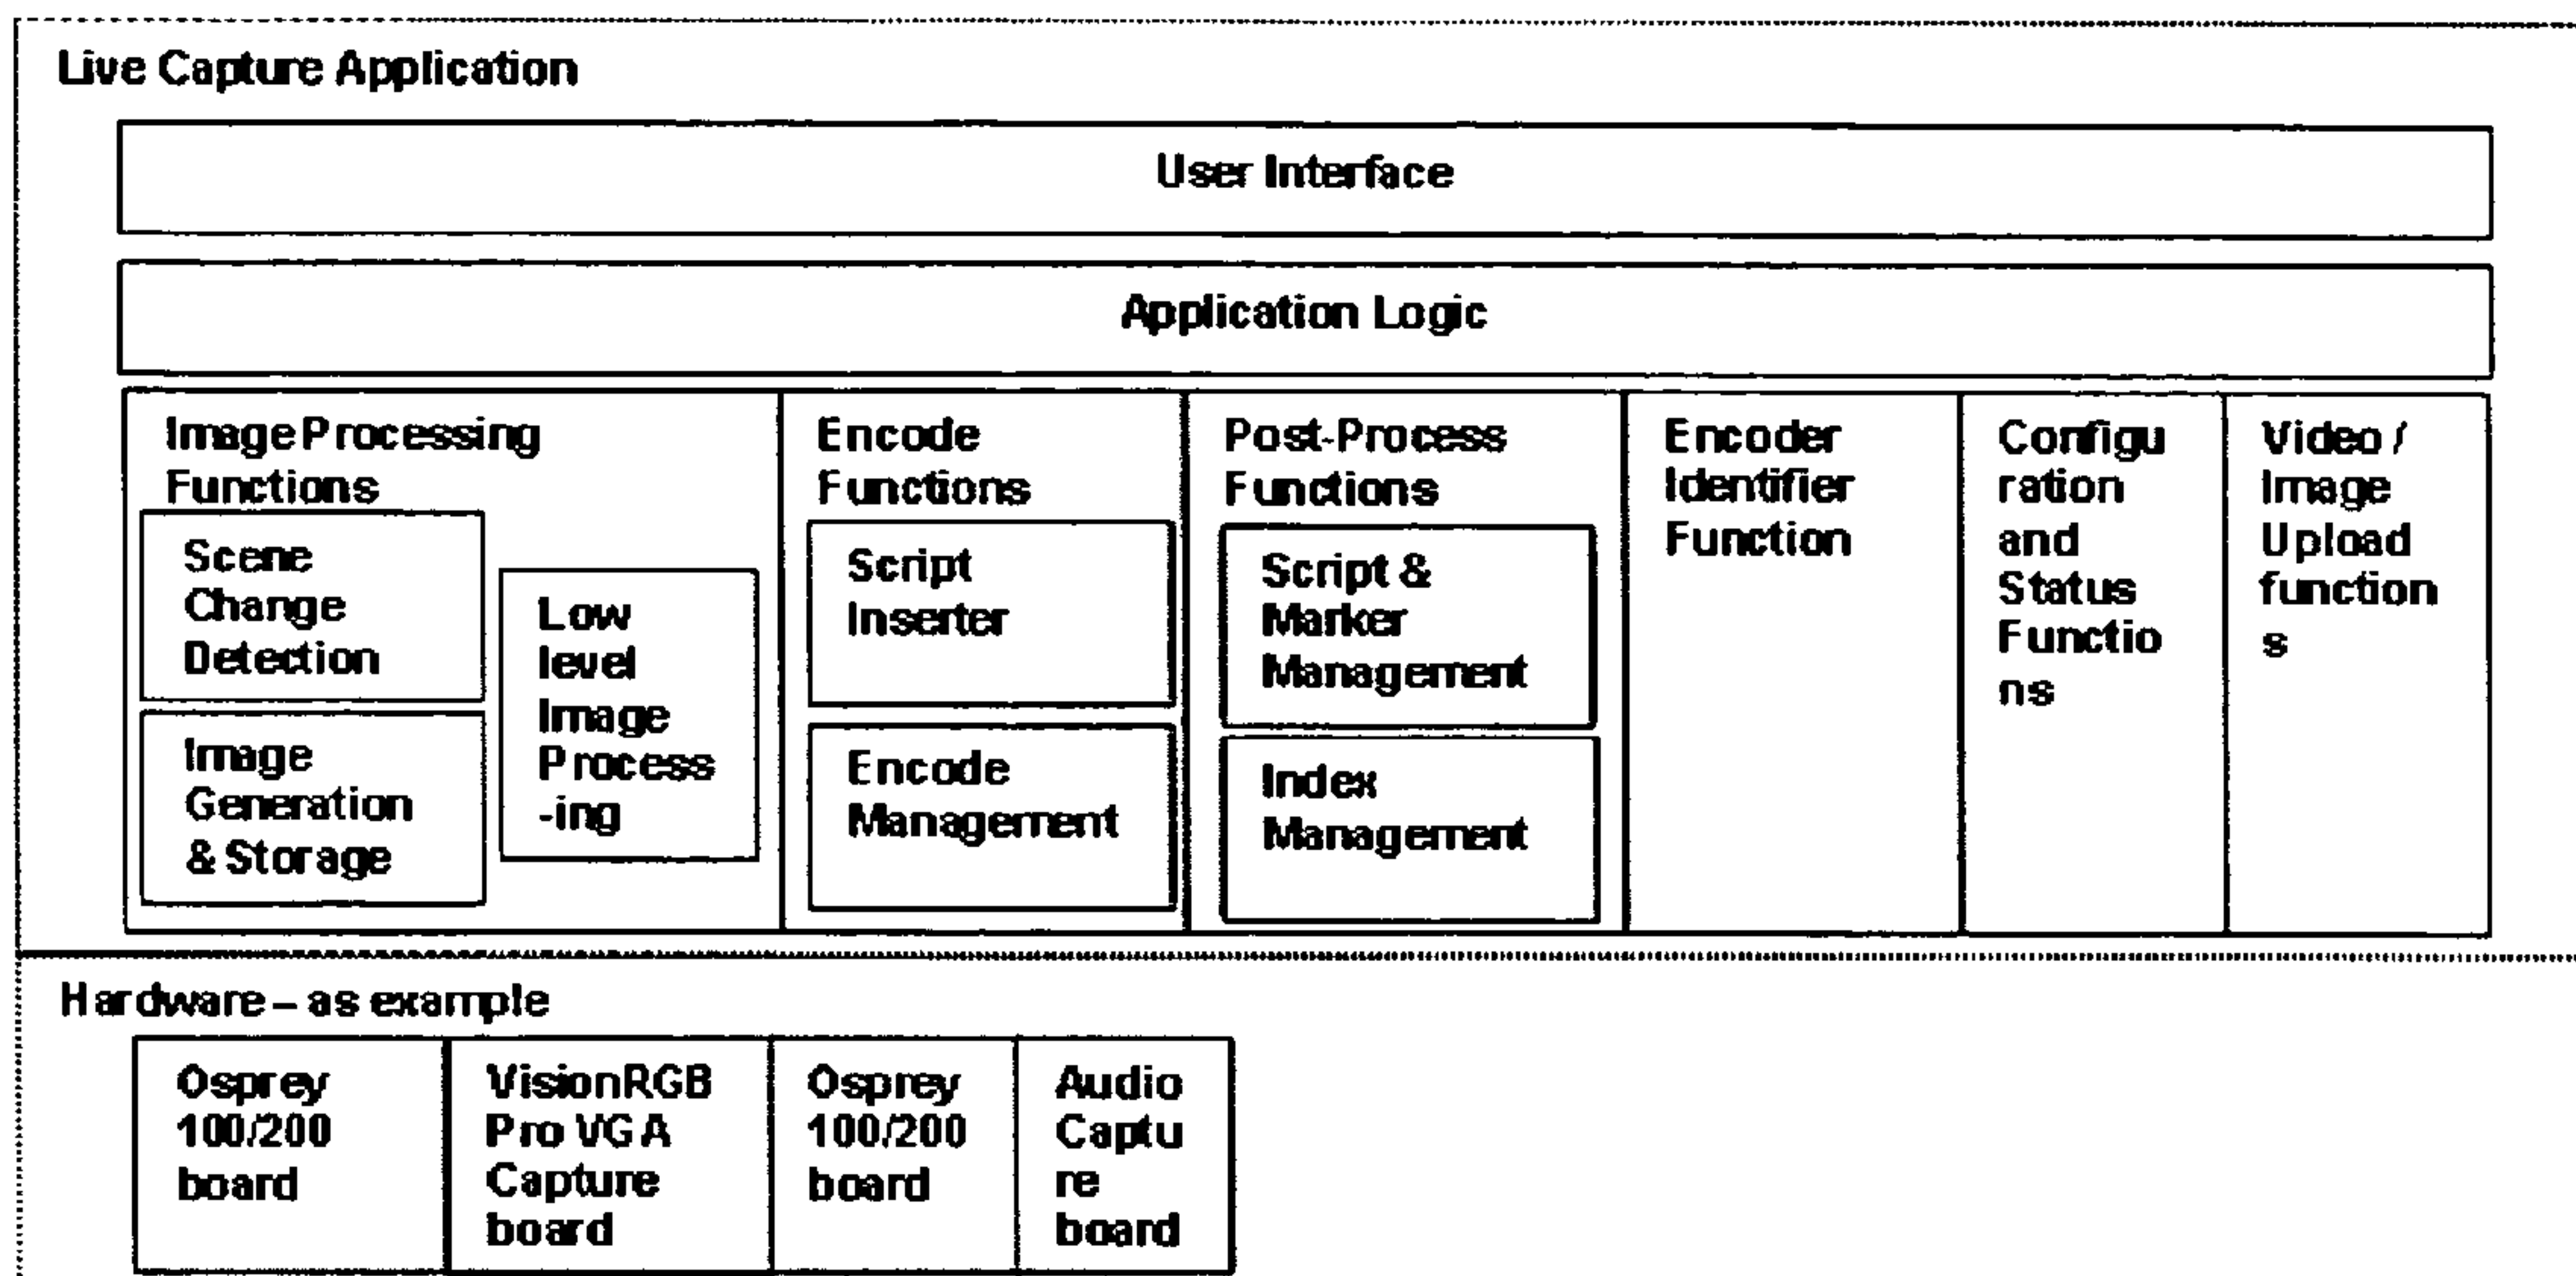 Live Capture Application
User Interface
Application Logic
Image Processing
Functions
Scene
Change
Detection
Image
Generation
& Storage
Low
level
Image
Process
-ing
Encode
Functions
Script
Inserter
Encode
Management
Post-Process
Functions
Script &
Marker
Management
Index
Management
Encoder
Identifier
Function
Configu
ration
and
Status
Functio
ns
Video /
Image
Upload
function
s
Hardware – as example
Osprey
100/200
board
VisionRGB
Pro VGA
Capture
board
Osprey
100/200
board
Audio
Captu
re
board